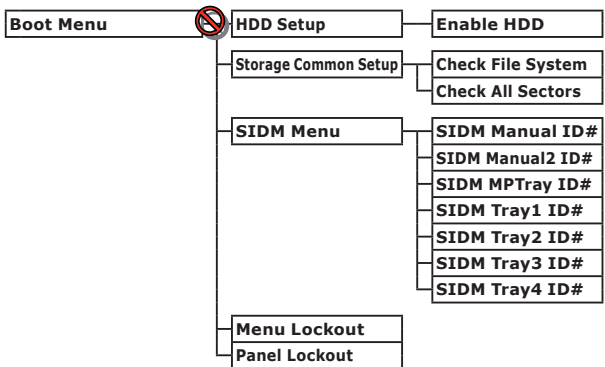 Boot Menu
HDD Setup
Enable HDD
Storage Common Setup
Check File System
Check All Sectors
SIDM Menu
SIDM Manual ID#
SIDM Manual2 ID#
SIDM MPTray ID#
SIDM Tray1 ID#
SIDM Tray2 ID#
SIDM Tray3 ID#
SIDM Tray4 ID#
Menu Lockout
Panel Lockout